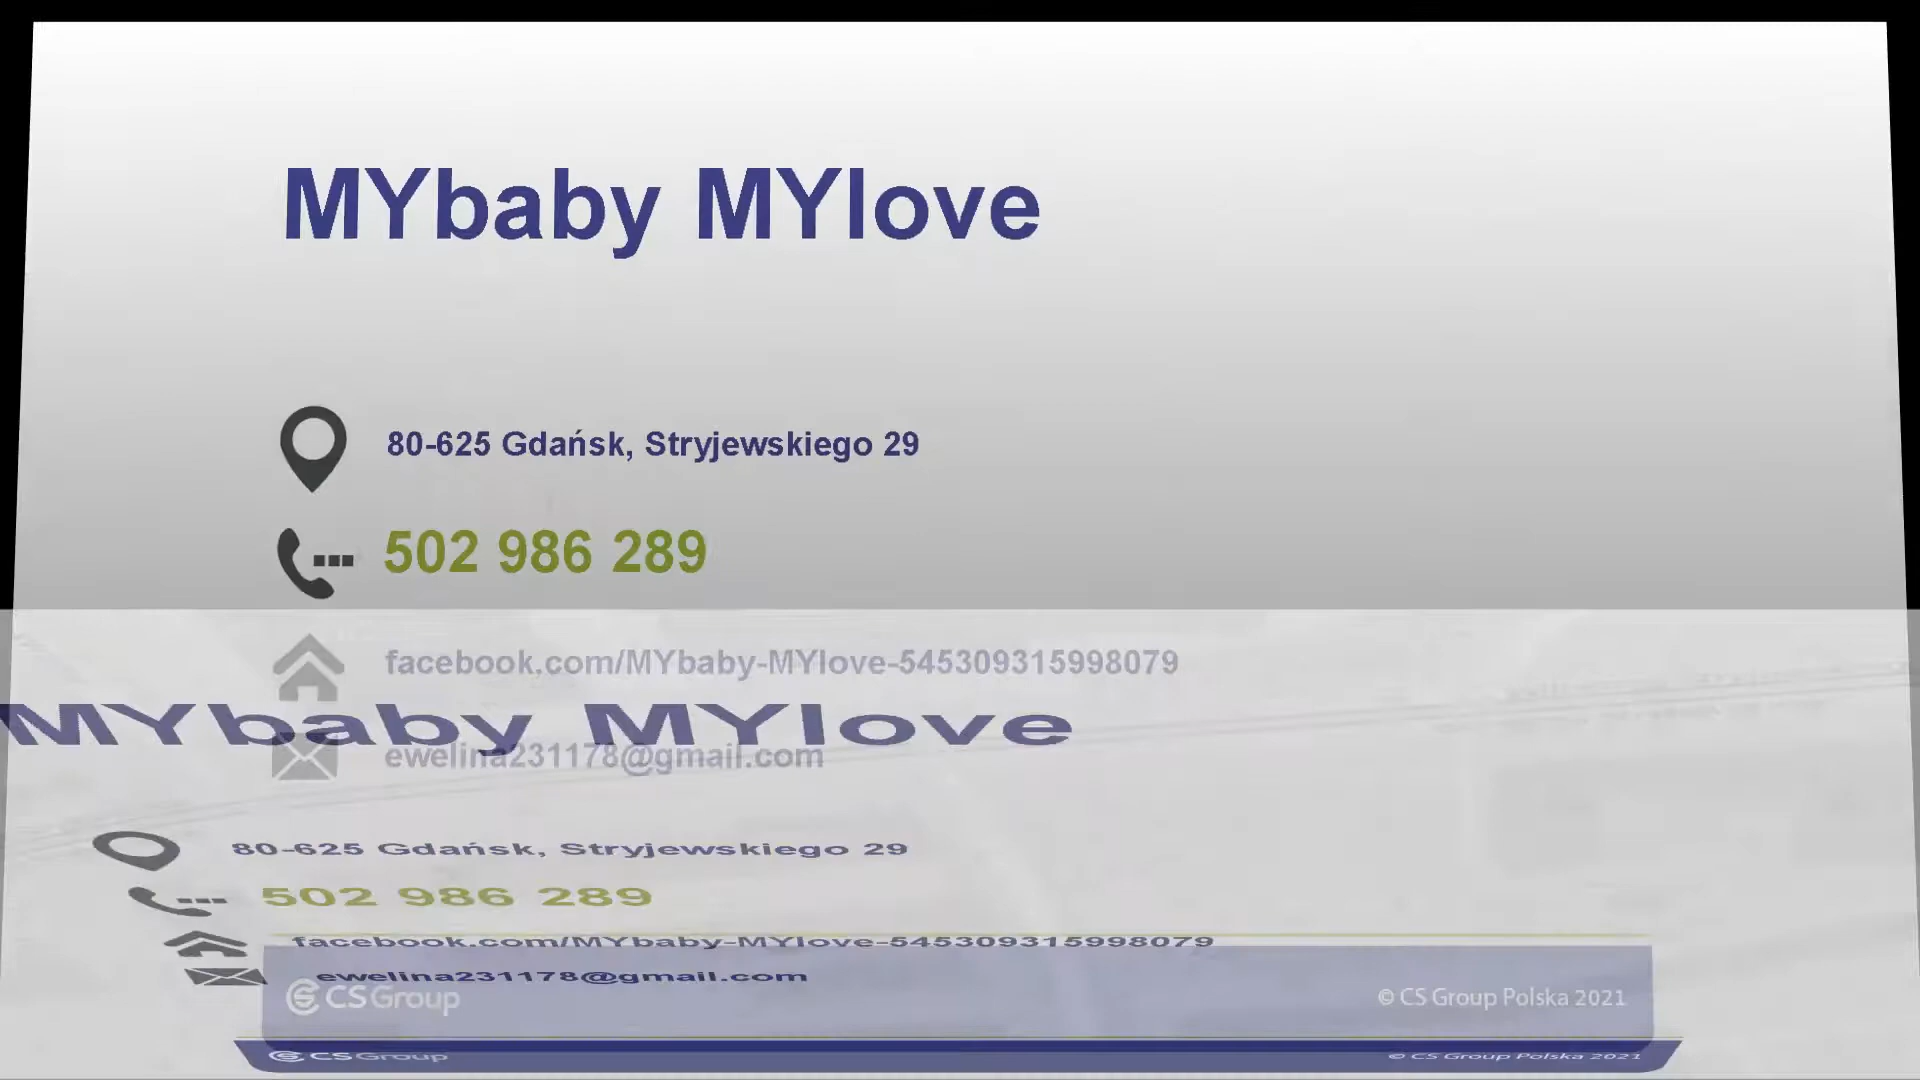 MYbaby MYlove
80-625 Gdańsk, Stryjewskiego 29
502 986 289
facebook.com/MYbaby-MYlove-545309315998079
MYbaby MYlove
ewelina231178@gmail.com
80-625 Gdańsk, Stryjewskiego 29
502 986 289
facebook.com/MYbaby-MYlove-545309315998079
ewelina231178@gmail.com
CS Group
© CS Group Polska 2021
CS Group
© CS Group Polska 2021